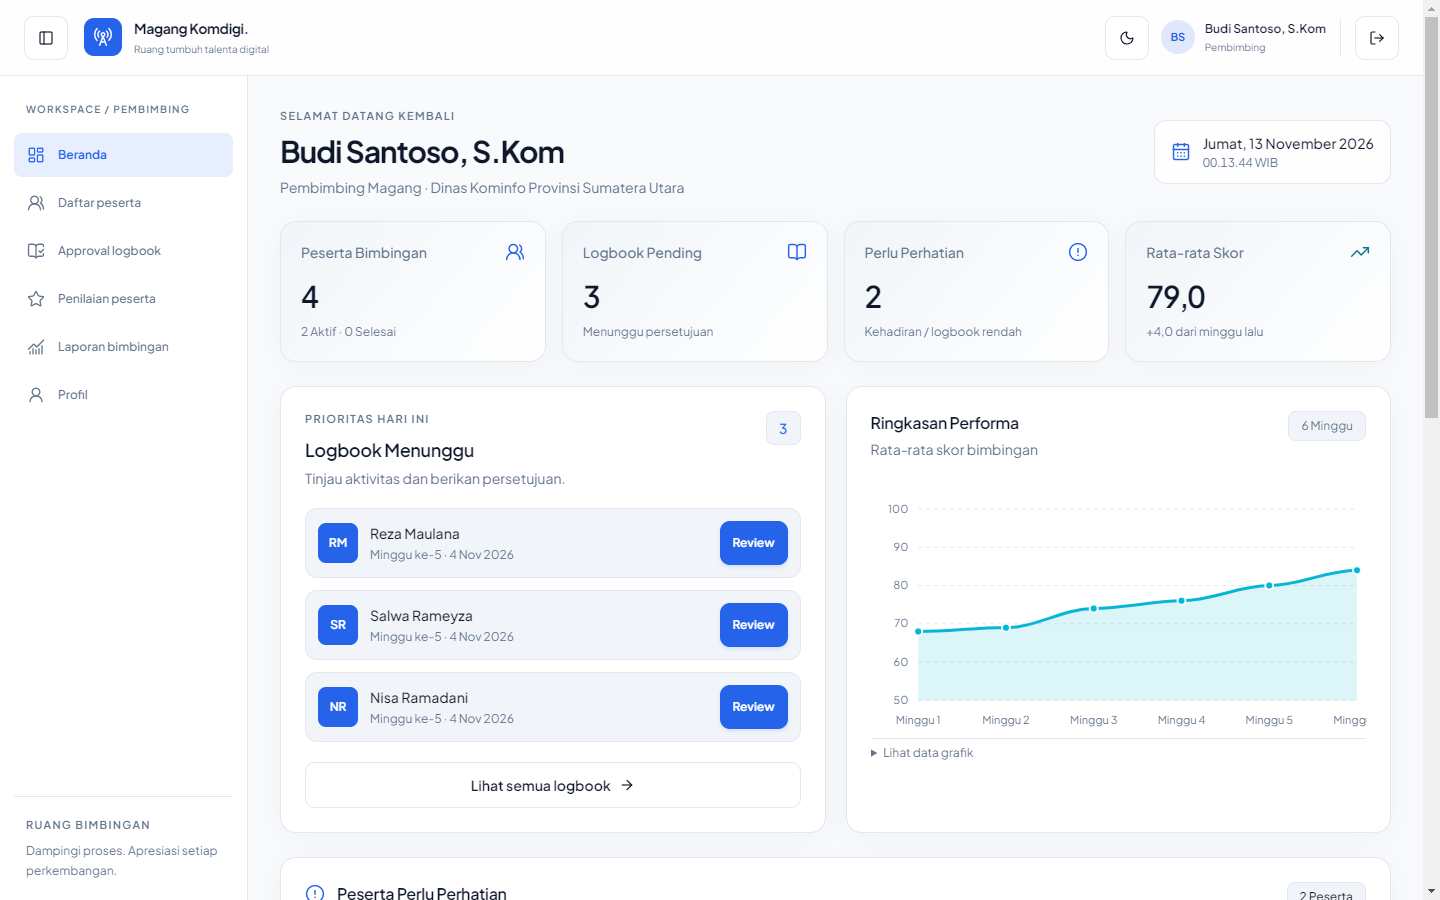 Magang Komdigi.
Ruang tumbuh talenta digital
BS
Budi Santoso, S.Kom
Pembimbing
WORKSPACE / PEMBIMBING
Beranda
Daftar peserta
Approval logbook
Penilaian peserta
Laporan bimbingan
Profil
RUANG BIMBINGAN
Dampingi proses. Apresiasi setiap
perkembangan.
SELAMAT DATANG KEMBALI
Budi Santoso, S.Kom
Pembimbing Magang · Dinas Kominfo Provinsi Sumatera Utara
Jumat, 13 November 2026
00.13.44 WIB
Peserta Bimbingan
4
2 Aktif · 0 Selesai
Logbook Pending
3
Menunggu persetujuan
Perlu Perhatian
2
Kehadiran / logbook rendah
Rata-rata Skor
79,0
+4,0 dari minggu lalu
PRIORITAS HARI INI
3
Logbook Menunggu
Tinjau aktivitas dan berikan persetujuan.
RM
Reza Maulana
Minggu ke-5 · 4 Nov 2026
Review
SR
Salwa Rameyza
Minggu ke-5 · 4 Nov 2026
Review
NR
Nisa Ramadani
Minggu ke-5 · 4 Nov 2026
Review
Lihat semua logbook →
Ringkasan Performa
Rata-rata skor bimbingan
6 Minggu
100
90
80
70
60
50
Minggu 1 Minggu 2 Minggu 3 Minggu 4 Minggu 5 Mingg
Lihat data grafik
Peserta Perlu Perhatian
2 Peserta